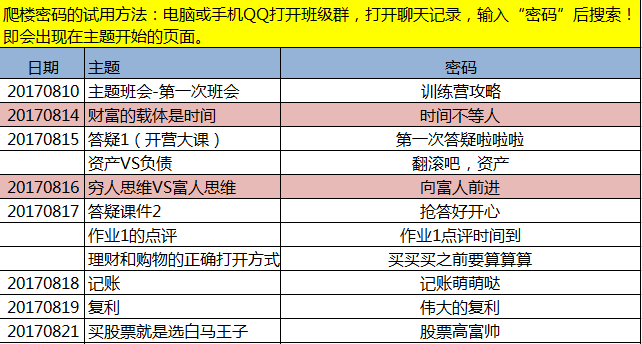 爬楼密码的试用方法：电脑或手机QQ打开班级群，打开聊天记录，输入“密码”后搜索！
即会出现在主题开始的页面。
日期 主题 密码
20170810 主题班会-第一次班会 训练营攻略
20170814 财富的载体是时间 时间不等人
20170815 答疑1（开营大课） 第一次答疑啦啦啦
资产VS负债 翻滚吧，资产
20170816 穷人思维VS富人思维 向富人前进
20170817 答疑课件2 抢答好开心
作业1的点评 作业1点评时间到
理财和购物的正确打开方式 买买买之前要算算算
20170818 记账 记账萌萌哒
20170819 复利 伟大的复利
20170821 买股票就是选白马王子 股票高富帅